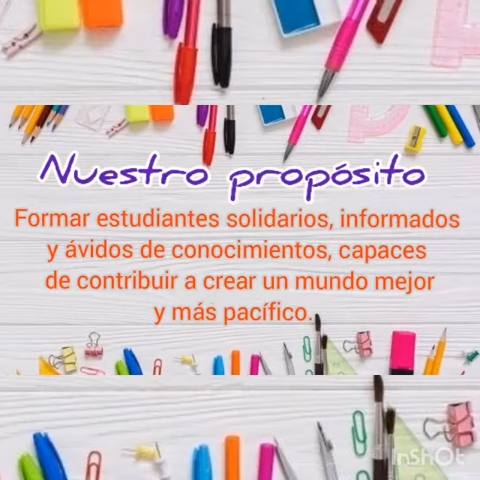 Nuestro propósito
Formar estudiantes solidarios, informados
y ávidos de conocimientos, capaces
de contribuir a crear un mundo mejor
y más pacífico.
InShOt